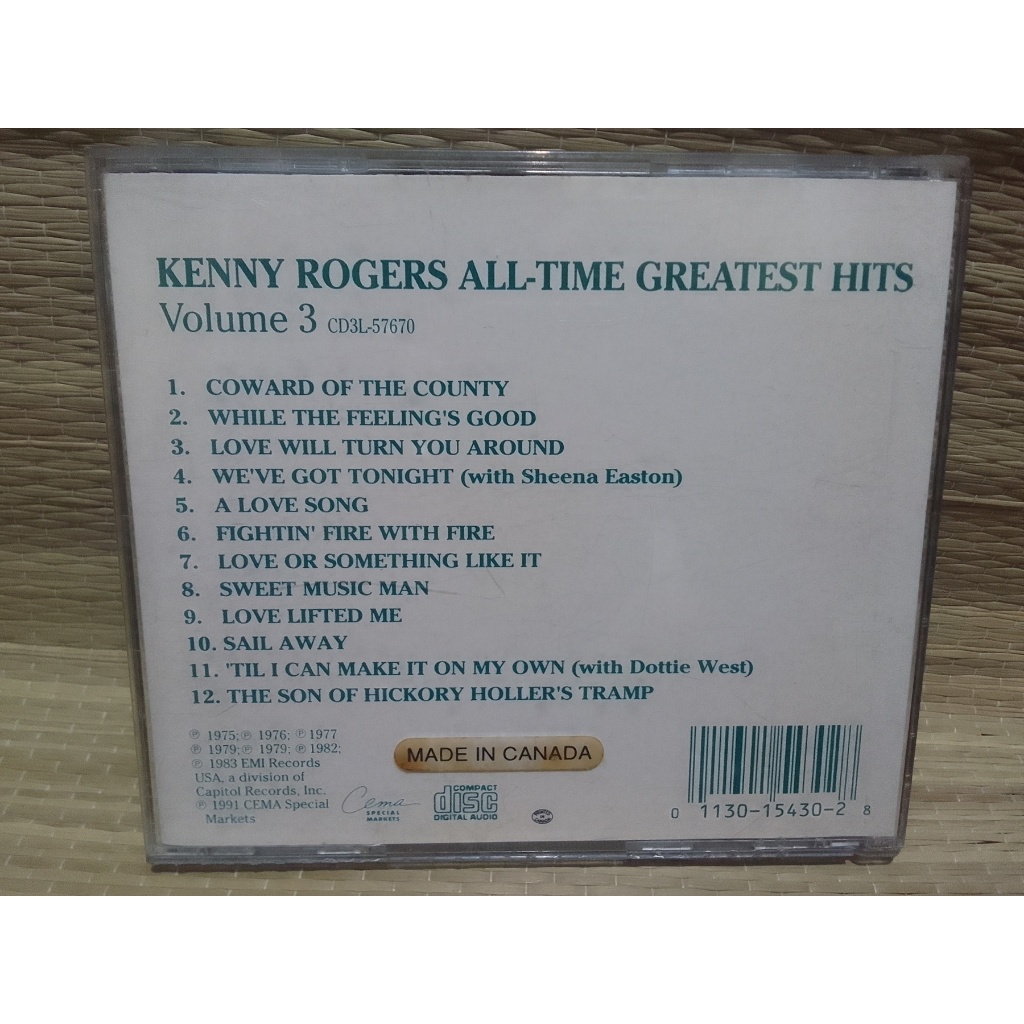 KENNY ROGERS ALL-TIME GREATEST HITS
Volume 3 CD3L-57670
1. COWARD OF THE COUNTY
2. WHILE THE FEELING'S GOOD
3. LOVE WILL TURN YOU AROUND
4. WE'VE GOT TONIGHT (with Sheena Easton)
5. A LOVE SONG
6. FIGHTIN' FIRE WITH FIRE
7. LOVE OR SOMETHING LIKE IT
8. SWEET MUSIC MAN
9. LOVE LIFTED ME
10. SAIL AWAY
11. 'TIL I CAN MAKE IT ON MY OWN (with Dottie West)
12. THE SON OF HICKORY HOLLER'S TRAMP
℗ 1975; ℗ 1976; ℗ 1977
℗ 1979; ℗ 1979; ℗ 1982;
℗ 1983 EMI Records
USA, a division of
Capitol Records, Inc.
℗ 1991 CEMA Special
Markets
MADE IN CANADA
Cema
SPECIAL
MARKETS
COMPACT
disc
DIGITAL AUDIO
0 1130-15430-2 8